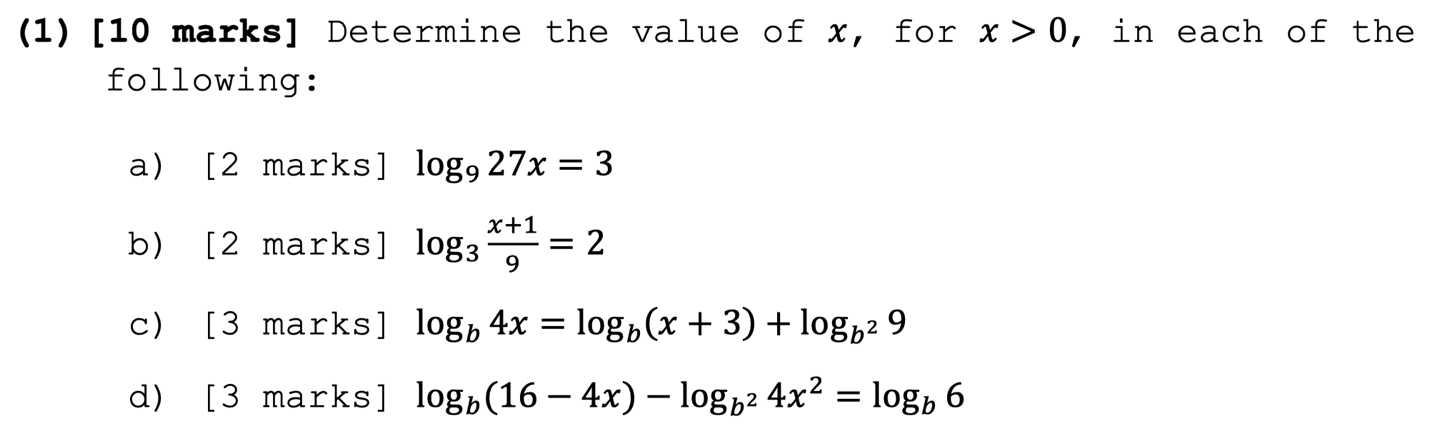 (1) [10 marks] Determine the value of x, for x > 0, in each of the
following:
a) [2 marks] log₉ 27x = 3
b) [2 marks] log₃ (x+1)/9 = 2
c) [3 marks] log_b 4x = log_b(x + 3) + log_{b²} 9
d) [3 marks] log_b(16 − 4x) − log_{b²} 4x² = log_b 6